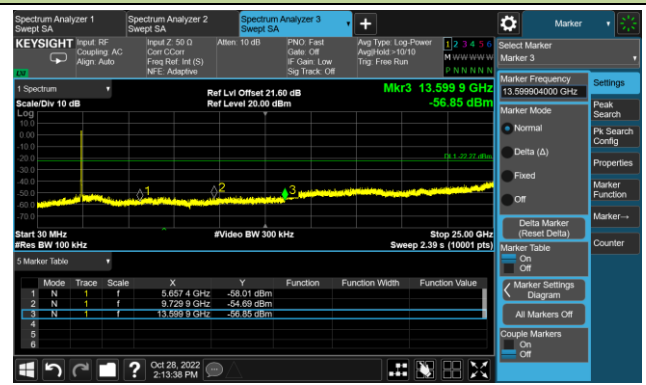 Spectrum Analyzer 1
Swept SA
Spectrum Analyzer 2
Swept SA
Spectrum Analyzer 3
Swept SA
Marker
KEYSIGHT
Input: RF
Coupling: AC
Align: Auto
Input Z: 50 Ω
Corr CCorr
Freq Ref: Int (S)
NFE: Adaptive
Atten: 10 dB
PNO: Fast
Gate: Off
IF Gain: Low
Sig Track: Off
Avg Type: Log-Power
Avg|Hold:>10/10
Trig: Free Run
1 2 3 4 5 6
M W W W W W
P N N N N N
LXI
Select Marker
Marker 3
1 Spectrum
Scale/Div 10 dB
Log
Ref Lvl Offset 21.60 dB
Ref Level 20.00 dBm
Mkr3 13.599 9 GHz
-56.85 dBm
10.0
0.00
-10.0
-20.0
-30.0
-40.0
-50.0
-60.0
-70.0
DL1 -22.27 dBm
1
2
3
Start 30 MHz
#Res BW 100 kHz
#Video BW 300 kHz
Stop 25.00 GHz
Sweep 2.39 s (10001 pts)
5 Marker Table
Mode Trace Scale X Y Function Function Width Function Value
1 N 1 f 5.657 4 GHz -58.01 dBm
2 N 1 f 9.729 9 GHz -54.69 dBm
3 N 1 f 13.599 9 GHz -56.85 dBm
4
5
6
Marker Frequency
13.599904000 GHz
Marker Mode
Normal
Delta (Δ)
Fixed
Off
Delta Marker
(Reset Delta)
Marker Table
On
Off
Marker Settings
Diagram
All Markers Off
Couple Markers
On
Off
Settings
Peak
Search
Pk Search
Config
Properties
Marker
Function
Marker→
Counter
?
Oct 28, 2022
2:13:38 PM